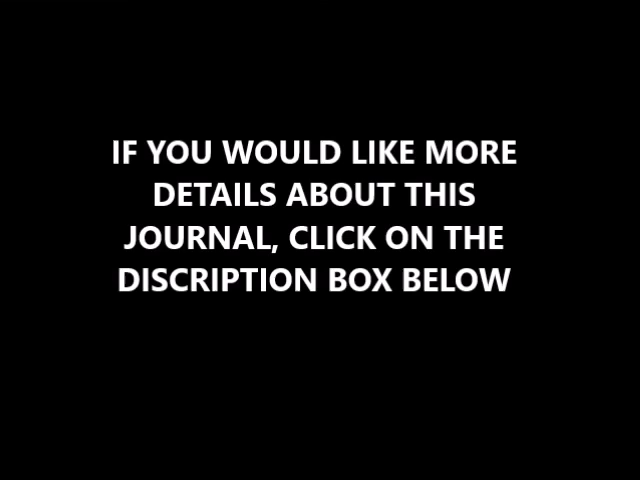 IF YOU WOULD LIKE MORE
DETAILS ABOUT THIS
JOURNAL, CLICK ON THE
DISCRIPTION BOX BELOW